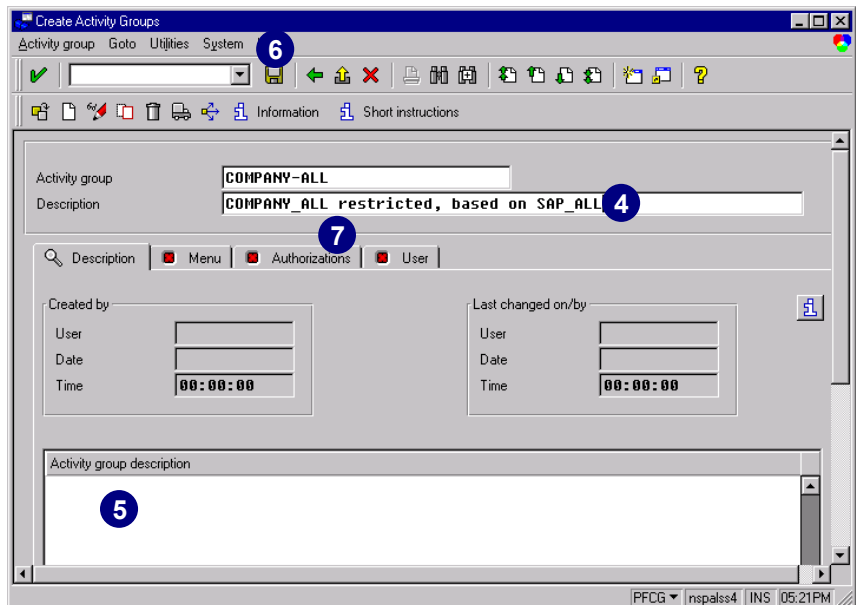 Create Activity Groups
Activity group Goto Utilities System
6
Information Short instructions
Activity group COMPANY-ALL
Description COMPANY_ALL restricted, based on SAP_ALL
4
7
Description Menu Authorizations User
Created by Last changed on/by
User User
Date Date
Time 00:00:00 Time 00:00:00
Activity group description
5
PFCG nspalss4 INS 05:21PM